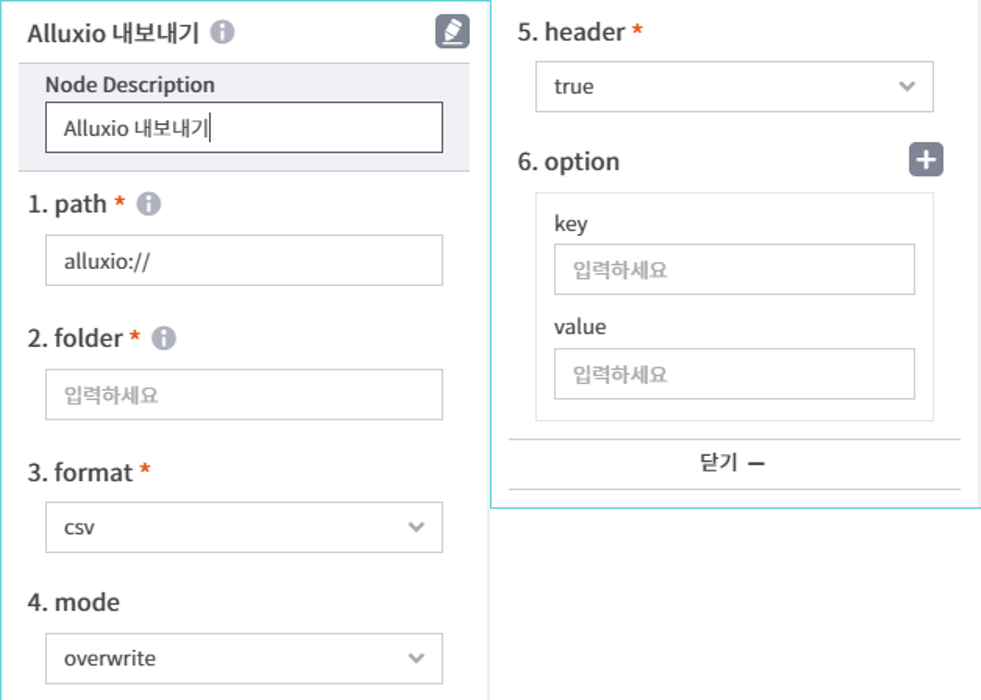 Alluxio 내보내기
Node Description
Alluxio 내보내기
1. path *
alluxio://
2. folder *
입력하세요
3. format *
csv
4. mode
overwrite
5. header *
true
6. option
key
입력하세요
value
입력하세요
닫기 –